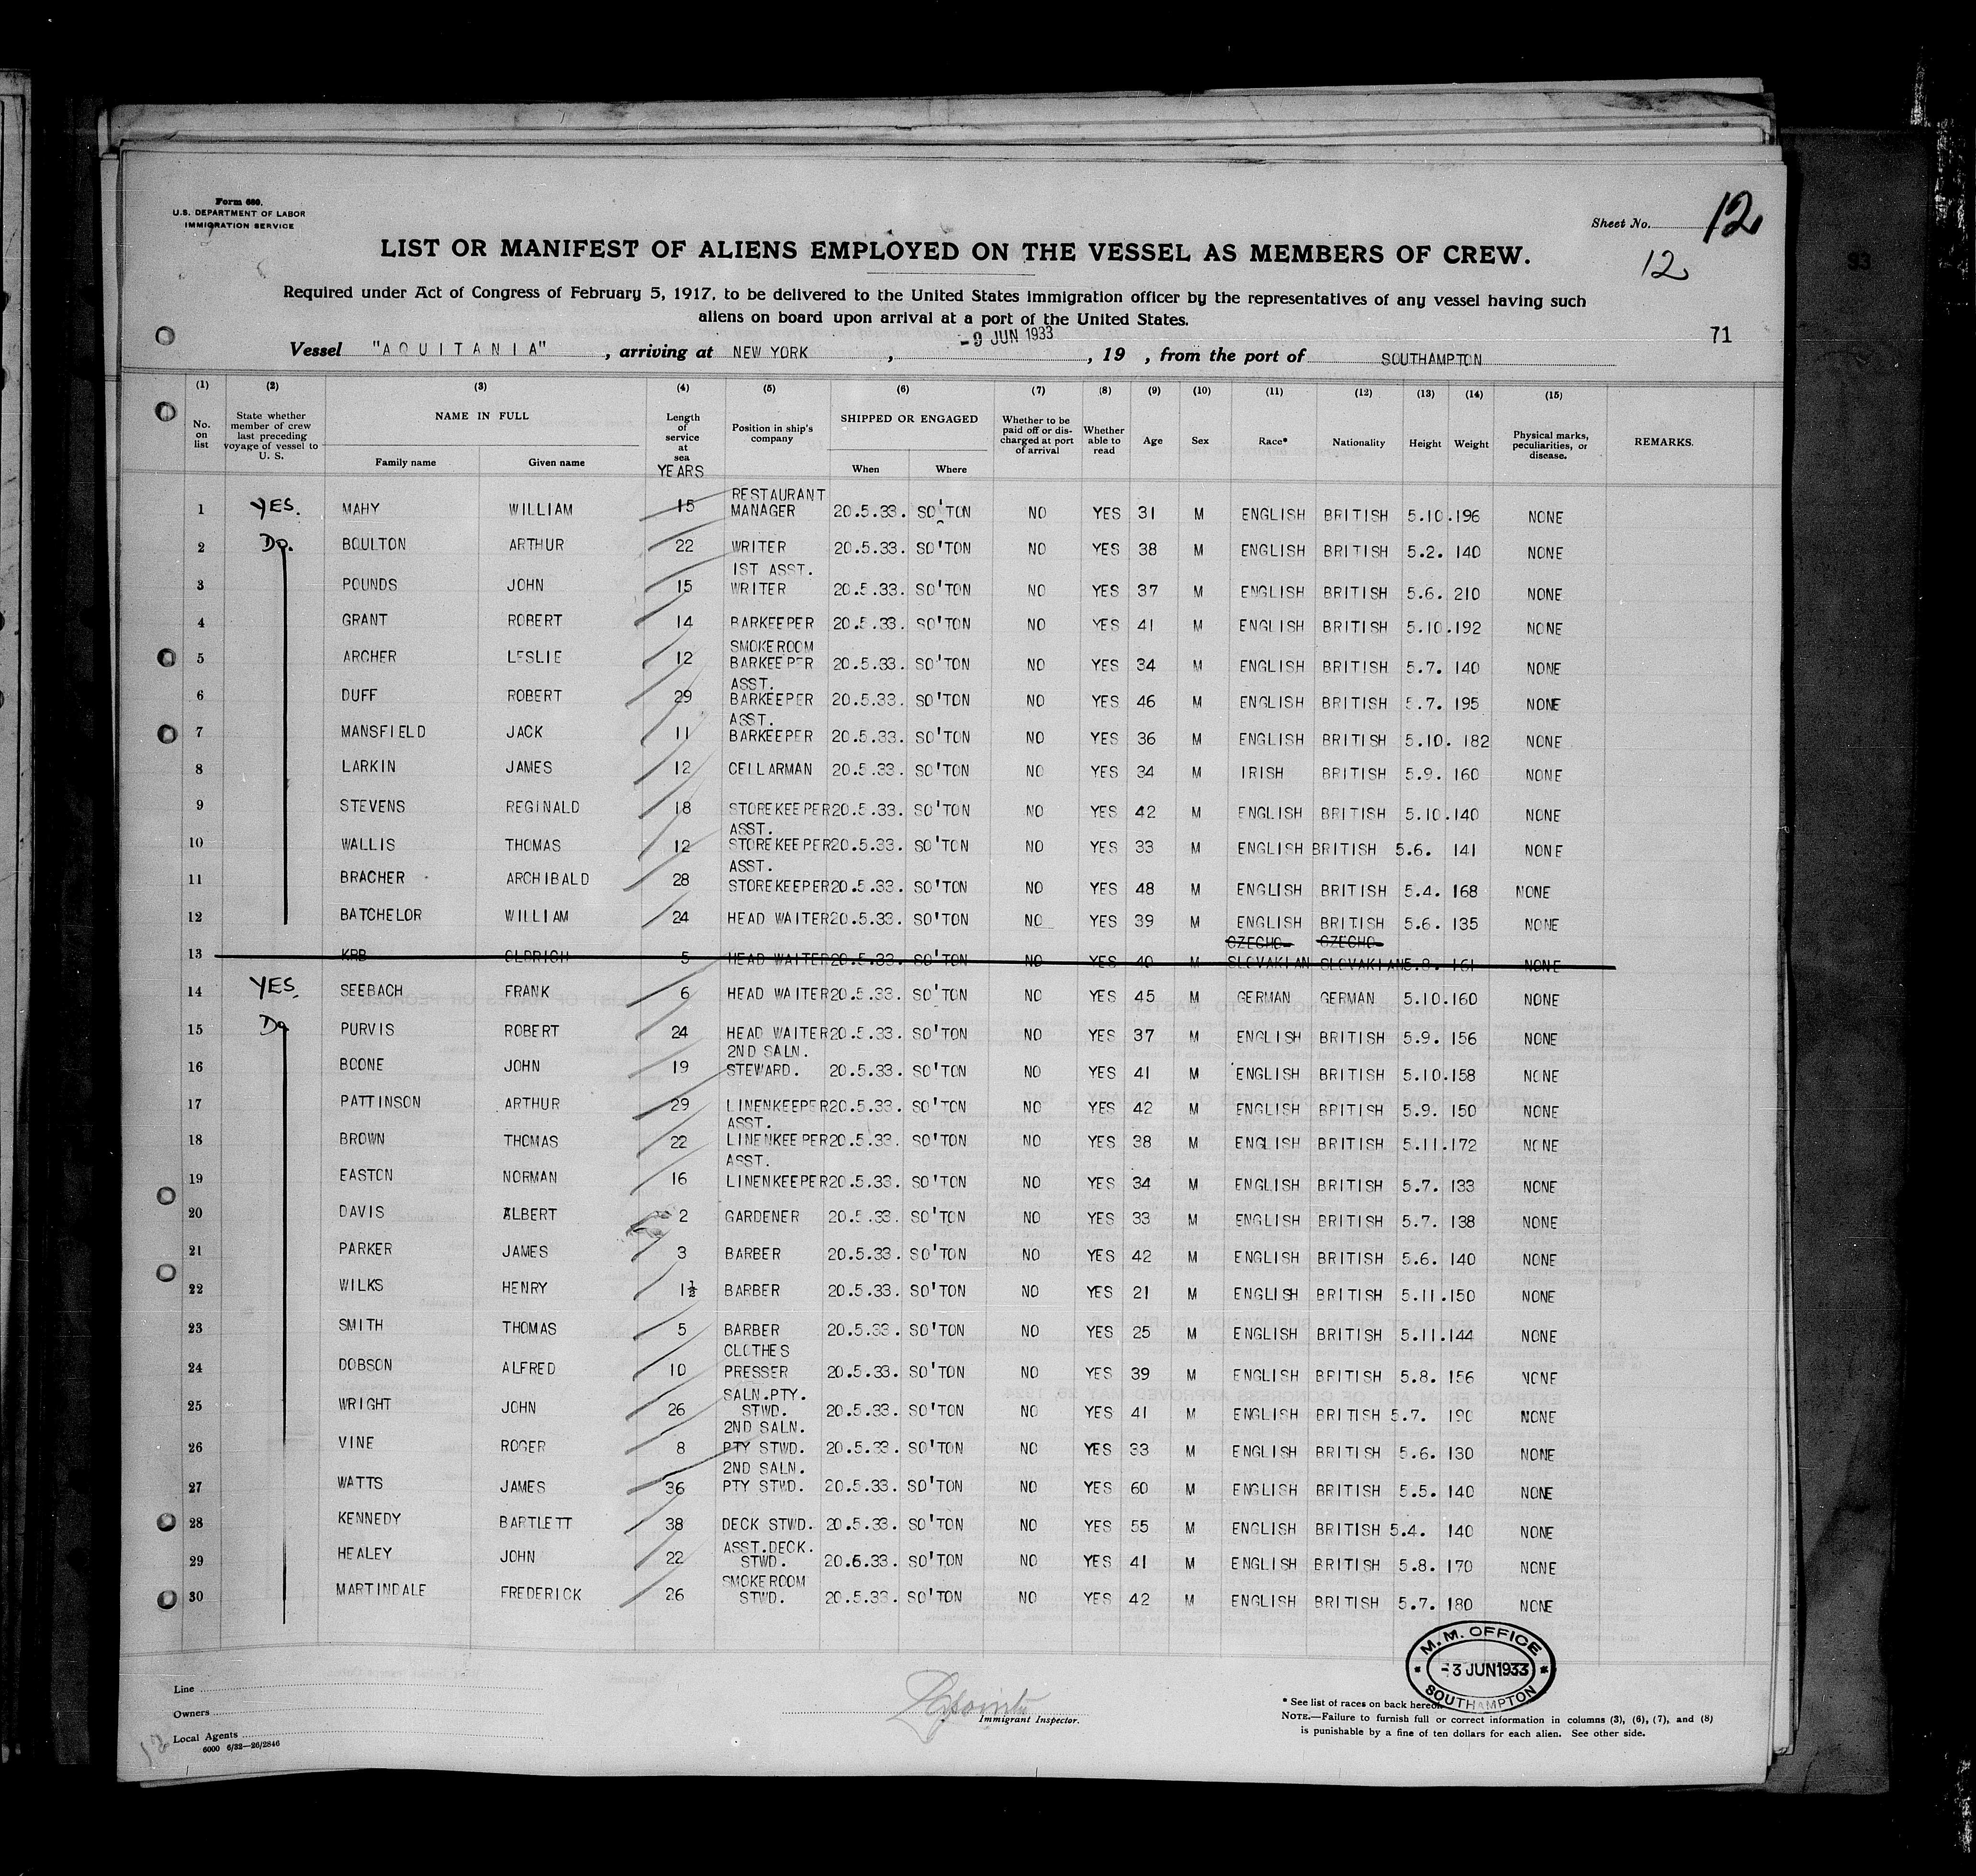 Form 680.
U.S. DEPARTMENT OF LABOR
IMMIGRATION SERVICE
Sheet No. 12
12
LIST OR MANIFEST OF ALIENS EMPLOYED ON THE VESSEL AS MEMBERS OF CREW.
Required under Act of Congress of February 5, 1917, to be delivered to the United States immigration officer by the representatives of any vessel having such
aliens on board upon arrival at a port of the United States.
71
Vessel "AQUITANIA", arriving at NEW YORK, -9 JUN 1933, 19 , from the port of SOUTHAMPTON
(1) (2) (3) (4) (5) (6) (7) (8) (9) (10) (11) (12) (13) (14) (15)
No. on list
State whether member of crew last preceding voyage of vessel to U. S.
NAME IN FULL
Family name Given name
Length of service at sea
YEARS
Position in ship's company
SHIPPED OR ENGAGED
When Where
Whether to be paid off or discharged at port of arrival
Whether able to read
Age Sex Race* Nationality Height Weight
Physical marks, peculiarities, or disease.
REMARKS.
1 YES. MAHY WILLIAM 15 RESTAURANT MANAGER 20.5.33. SO'TON NO YES 31 M ENGLISH BRITISH 5.10. 196 NONE
2 Do. BOULTON ARTHUR 22 WRITER 20.5.33. SO'TON NO YES 38 M ENGLISH BRITISH 5.2. 140 NONE
3 POUNDS JOHN 15 1ST ASST. WRITER 20.5.33. SO'TON NO YES 37 M ENGLISH BRITISH 5.6. 210 NONE
4 GRANT ROBERT 14 BARKEEPER 20.5.33. SO'TON NO YES 41 M ENGLISH BRITISH 5.10. 192 NONE
5 ARCHER LESLIE 12 SMOKEROOM BARKEEPER 20.5.33. SO'TON NO YES 34 M ENGLISH BRITISH 5.7. 140 NONE
6 DUFF ROBERT 29 ASST. BARKEEPER 20.5.33. SO'TON NO YES 46 M ENGLISH BRITISH 5.7. 195 NONE
7 MANSFIELD JACK 11 ASST. BARKEEPER 20.5.33. SO'TON NO YES 36 M ENGLISH BRITISH 5.10. 182 NONE
8 LARKIN JAMES 12 CELLARMAN 20.5.33. SO'TON NO YES 34 M IRISH BRITISH 5.9. 160 NONE
9 STEVENS REGINALD 18 STOREKEEPER 20.5.33. SO'TON NO YES 42 M ENGLISH BRITISH 5.10. 140 NONE
10 WALLIS THOMAS 12 ASST. STOREKEEPER 20.5.33. SO'TON NO YES 33 M ENGLISH BRITISH 5.6. 141 NONE
11 BRACHER ARCHIBALD 28 ASST. STOREKEEPER 20.5.33. SO'TON NO YES 48 M ENGLISH BRITISH 5.4. 168 NONE
12 BATCHELOR WILLIAM 24 HEAD WAITER 20.5.33. SO'TON NO YES 39 M ENGLISH BRITISH 5.6. 135 NONE
13 KRB OLDRICH 5 HEAD WAITER 20.5.33. SO'TON NO YES 40 M CZECHO-SLOVAKIAN CZECHO-SLOVAKIAN 5.8. 161 NONE
14 YES. SEEBACH FRANK 6 HEAD WAITER 20.5.33. SO'TON NO YES 45 M GERMAN GERMAN 5.10. 160 NONE
15 Do PURVIS ROBERT 24 HEAD WAITER 20.5.33. SO'TON NO YES 37 M ENGLISH BRITISH 5.9. 156 NONE
16 BOONE JOHN 19 2ND SALN. STEWARD. 20.5.33. SO'TON NO YES 41 M ENGLISH BRITISH 5.10. 158 NONE
17 PATTINSON ARTHUR 29 LINENKEEPER 20.5.33. SO'TON NO YES 42 M ENGLISH BRITISH 5.9. 150 NONE
18 BROWN THOMAS 22 ASST. LINENKEEPER 20.5.33. SO'TON NO YES 38 M ENGLISH BRITISH 5.11. 172 NONE
19 EASTON NORMAN 16 ASST. LINENKEEPER 20.5.33. SO'TON NO YES 34 M ENGLISH BRITISH 5.7. 133 NONE
20 DAVIS ALBERT 2 GARDENER 20.5.33. SO'TON NO YES 33 M ENGLISH BRITISH 5.7. 138 NONE
21 PARKER JAMES 3 BARBER 20.5.33. SO'TON NO YES 42 M ENGLISH BRITISH 5.6. 140 NONE
22 WILKS HENRY 1½ BARBER 20.5.33. SO'TON NO YES 21 M ENGLISH BRITISH 5.11. 150 NONE
23 SMITH THOMAS 5 BARBER 20.5.33. SO'TON NO YES 25 M ENGLISH BRITISH 5.11. 144 NONE
24 DOBSON ALFRED 10 CLOTHES PRESSER 20.5.33. SO'TON NO YES 39 M ENGLISH BRITISH 5.8. 156 NONE
25 WRIGHT JOHN 26 SALN.PTY. STWD. 20.5.33. SO'TON NO YES 41 M ENGLISH BRITISH 5.7. 190 NONE
26 VINE ROGER 8 2ND SALN. PTY STWD. 20.5.33. SO'TON NO YES 33 M ENGLISH BRITISH 5.6. 130 NONE
27 WATTS JAMES 36 2ND SALN. PTY STWD. 20.5.33. SO'TON NO YES 60 M ENGLISH BRITISH 5.5. 140 NONE
28 KENNEDY BARTLETT 38 DECK STWD. 20.5.33. SO'TON NO YES 55 M ENGLISH BRITISH 5.4. 140 NONE
29 HEALEY JOHN 22 ASST.DECK. STWD. 20.6.33. SO'TON NO YES 41 M ENGLISH BRITISH 5.8. 170 NONE
30 MARTINDALE FREDERICK 26 SMOKEROOM STWD. 20.5.33. SO'TON NO YES 42 M ENGLISH BRITISH 5.7. 180 NONE
M. M. OFFICE
-3 JUN 1933
SOUTHAMPTON
Line
Owners
Local Agents
6000 6/32—26/2846
Immigrant Inspector.
* See list of races on back hereof.
NOTE.—Failure to furnish full or correct information in columns (3), (6), (7), and (8)
is punishable by a fine of ten dollars for each alien. See other side.